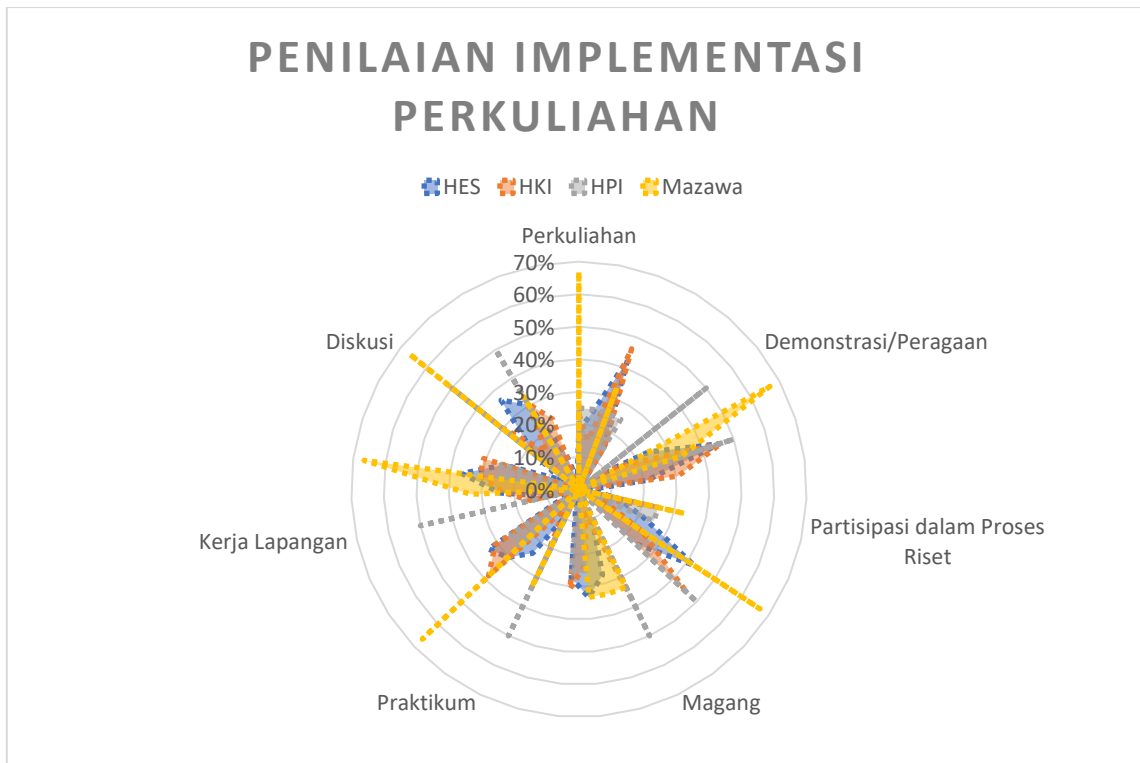 PENILAIAN IMPLEMENTASI
PERKULIAHAN
HES HKI HPI Mazawa
Perkuliahan
70%
60%
50%
40%
30%
20%
10%
0%
Demonstrasi/Peragaan
Partisipasi dalam Proses
Riset
Magang
Praktikum
Kerja Lapangan
Diskusi